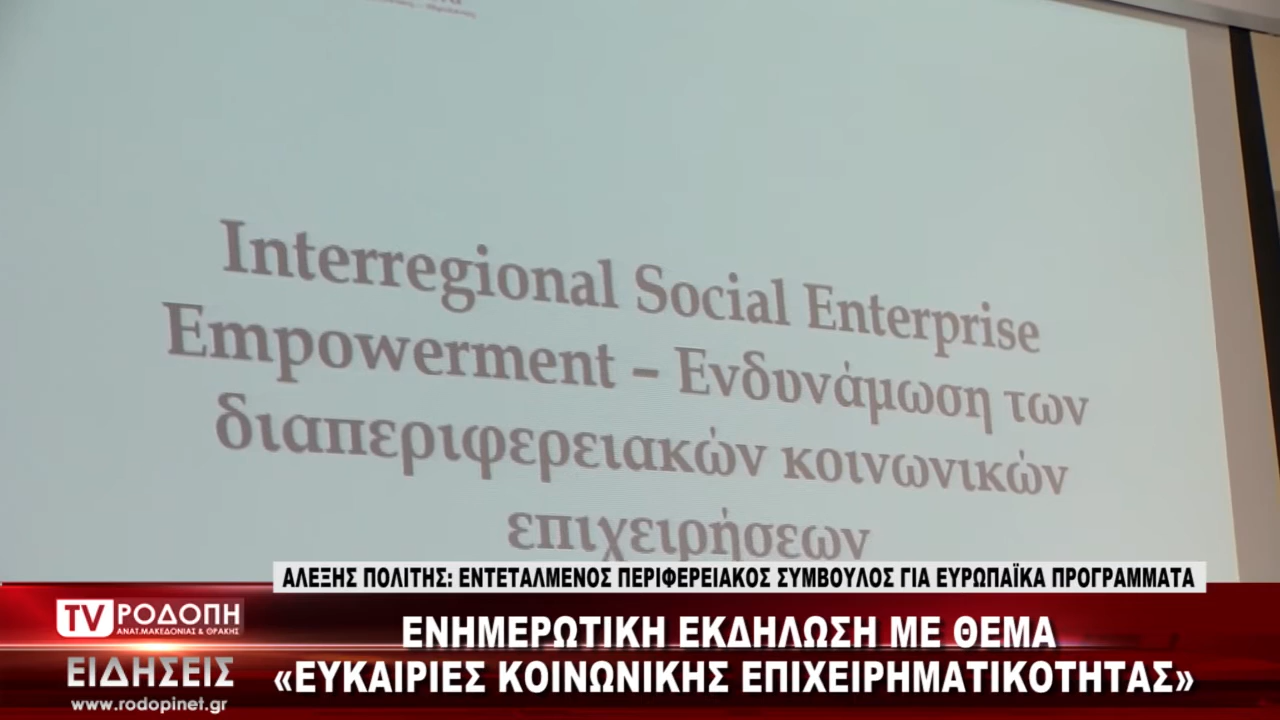 Interregional Social Enterprise
Empowerment – Ενδυνάμωση των
διαπεριφερειακών κοινωνικών
επιχειρήσεων
ΑΛΕΞΗΣ ΠΟΛΙΤΗΣ: ΕΝΤΕΤΑΛΜΕΝΟΣ ΠΕΡΙΦΕΡΕΙΑΚΟΣ ΣΥΜΒΟΥΛΟΣ ΓΙΑ ΕΥΡΩΠΑΪΚΑ ΠΡΟΓΡΑΜΜΑΤΑ
TV ΡΟΔΟΠΗ
ΑΝΑΤ.ΜΑΚΕΔΟΝΙΑΣ & ΘΡΑΚΗΣ
ΕΙΔΗΣΕΙΣ
www.rodopinet.gr
ΕΝΗΜΕΡΩΤΙΚΗ ΕΚΔΗΛΩΣΗ ΜΕ ΘΕΜΑ
«ΕΥΚΑΙΡΙΕΣ ΚΟΙΝΩΝΙΚΗΣ ΕΠΙΧΕΙΡΗΜΑΤΙΚΟΤΗΤΑΣ»